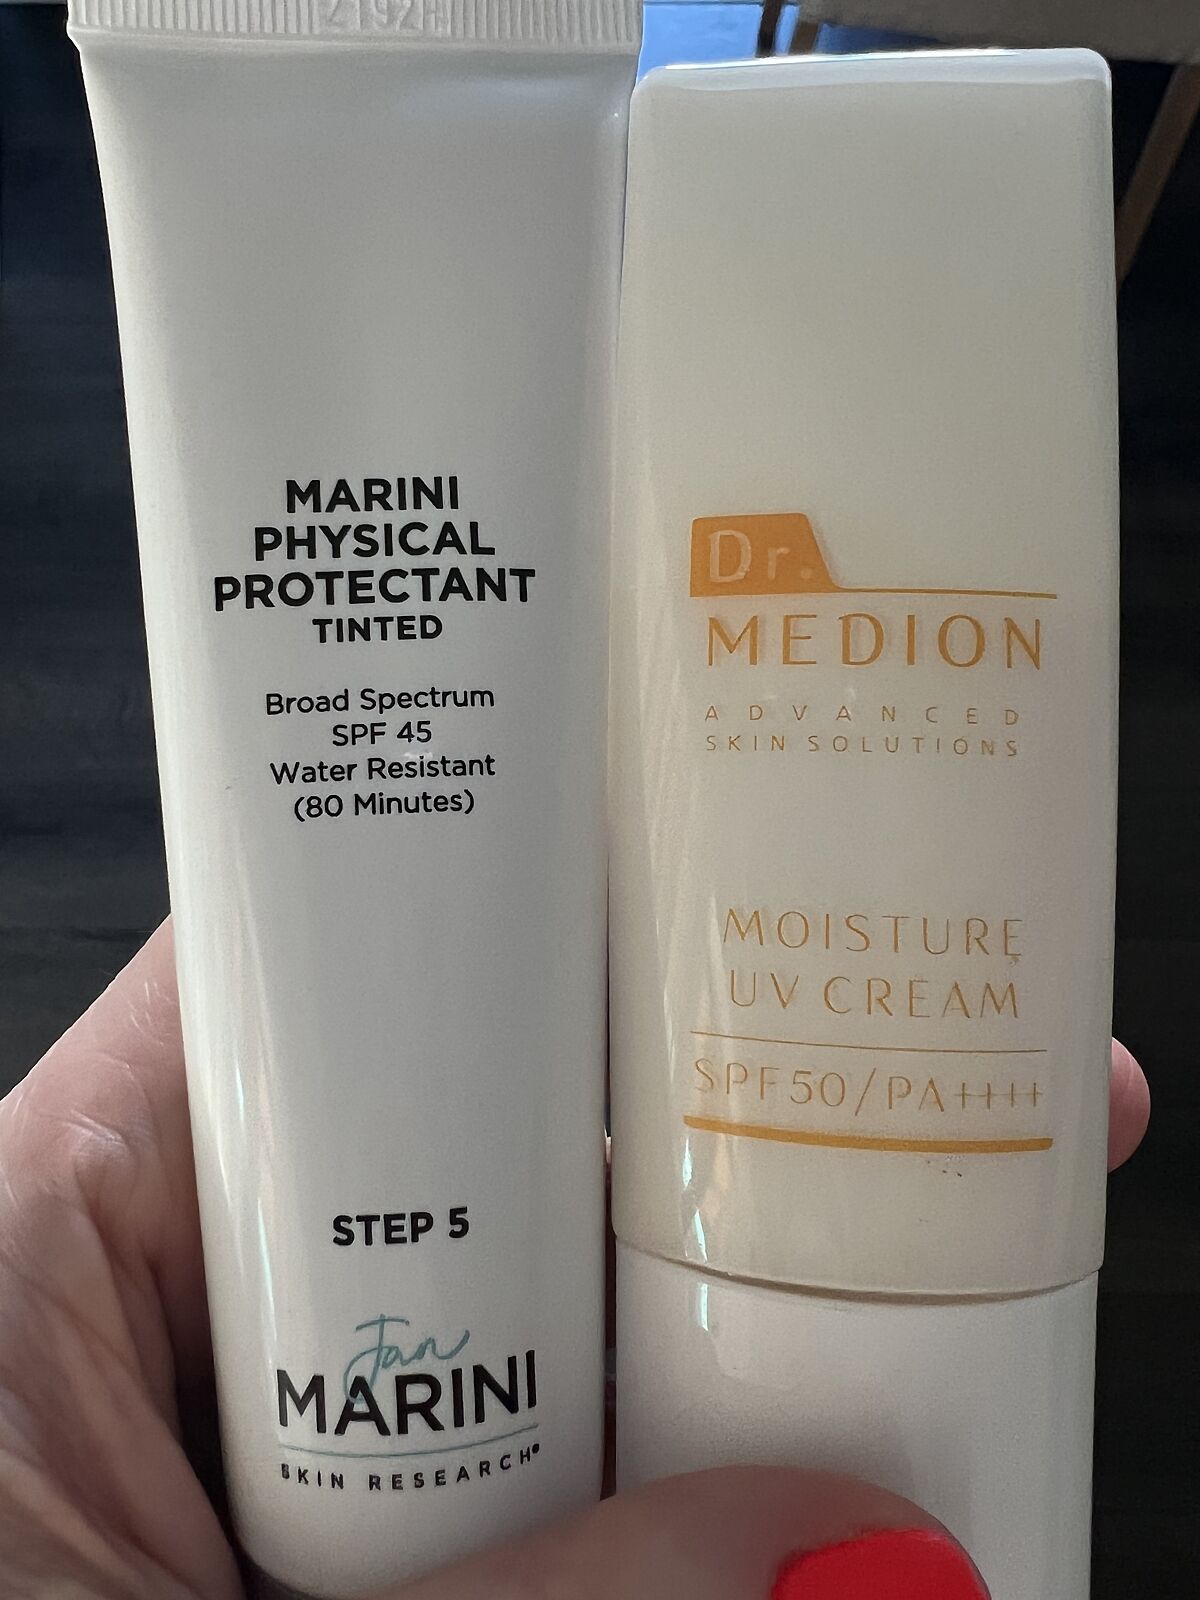 MARINI
PHYSICAL
PROTECTANT
TINTED
Broad Spectrum
SPF 45
Water Resistant
(80 Minutes)
STEP 5
Jan
MARINI
SKIN RESEARCH®
Dr.
MEDION
ADVANCED
SKIN SOLUTIONS
MOISTURE
UV CREAM
SPF50/PA++++